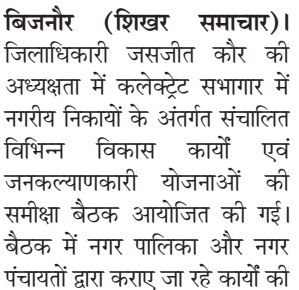 बिजनौर (शिखर समाचार)।
जिलाधिकारी जसजीत कौर की
अध्यक्षता में कलेक्ट्रेट सभागार में
नगरीय निकायों के अंतर्गत संचालित
विभिन्न विकास कार्यों एवं
जनकल्याणकारी योजनाओं की
समीक्षा बैठक आयोजित की गई।
बैठक में नगर पालिका और नगर
पंचायतों द्वारा कराए जा रहे कार्यों की